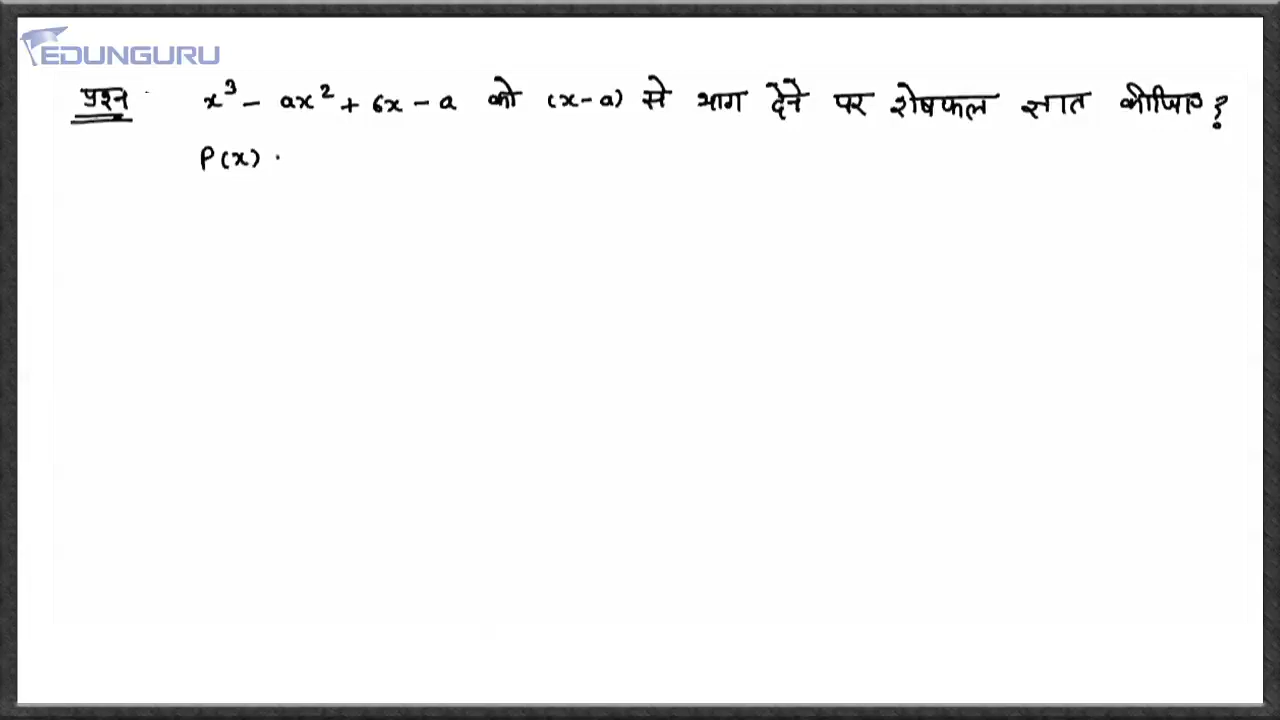 EDUNGURU
प्रश्न x³ - ax² + 6x - a को (x-a) से भाग देने पर शेषफल ज्ञात कीजिए?
P(x)